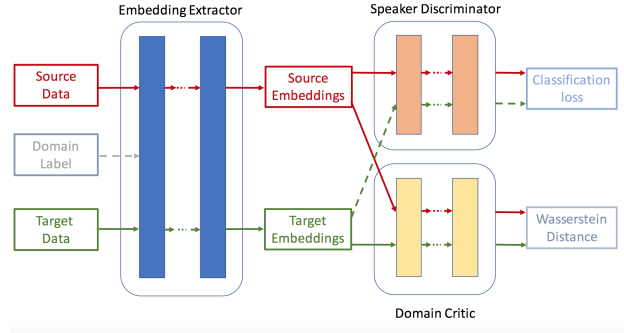 Embedding Extractor
Speaker Discriminator
Source
Data
Source
Embeddings
Classification
loss
Domain
Label
Target
Data
Target
Embeddings
Wasserstein
Distance
Domain Critic